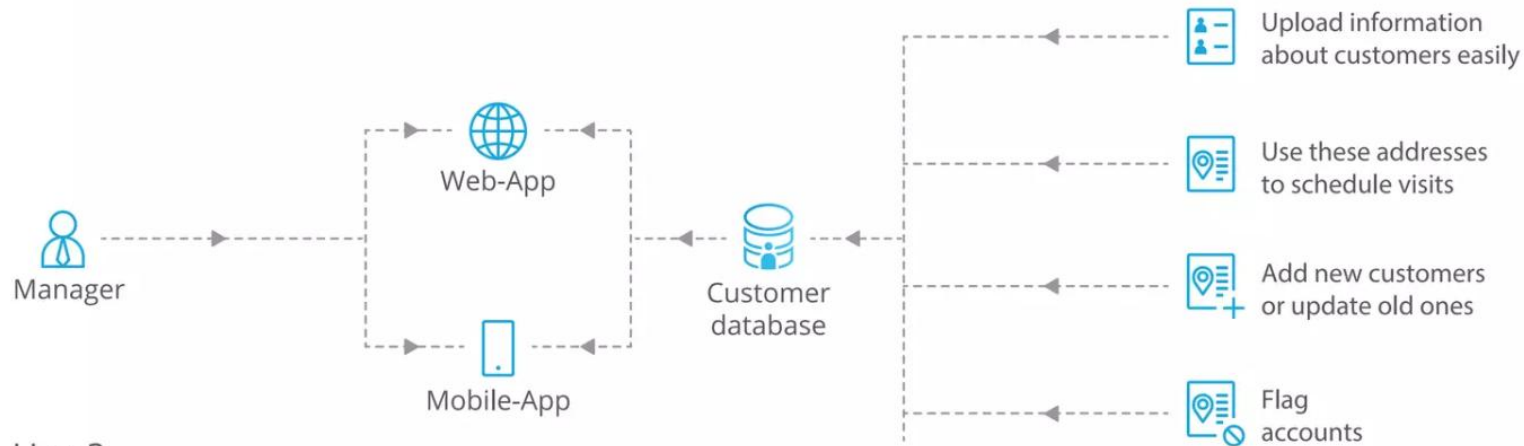 Upload information
about customers easily
Web-App
Use these addresses
to schedule visits
Manager
Customer
database
Add new customers
or update old ones
Mobile-App
Flag
accounts